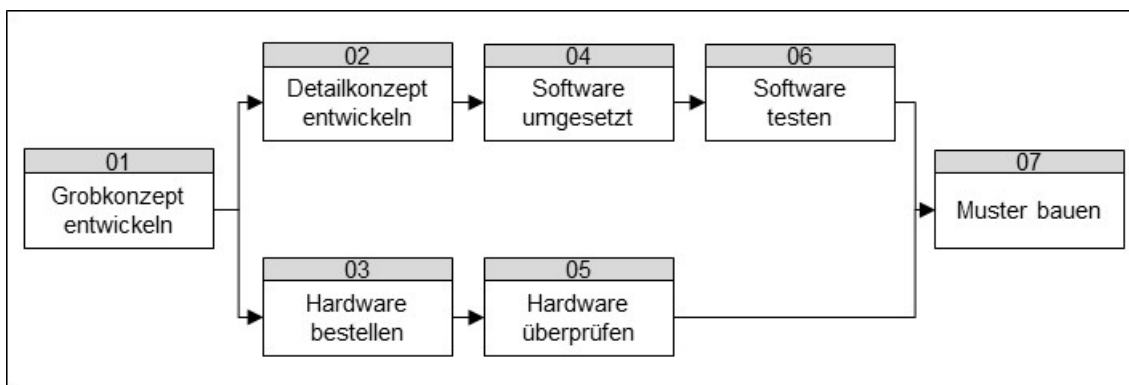 02
Detailkonzept
entwickeln
04
Software
umgesetzt
06
Software
testen
01
Grobkonzept
entwickeln
07
Muster bauen
03
Hardware
bestellen
05
Hardware
überprüfen